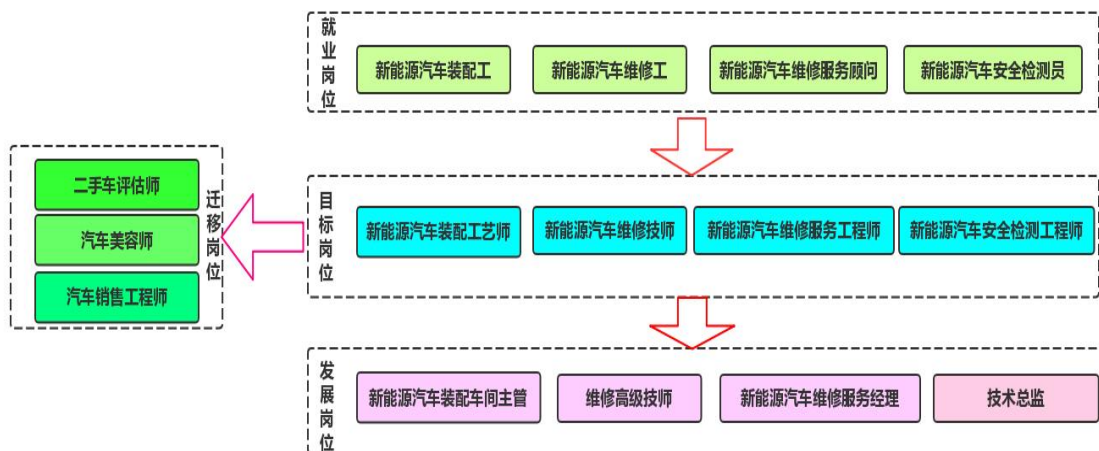 就业岗位
新能源汽车装配工
新能源汽车维修工
新能源汽车维修服务顾问
新能源汽车安全检测员
二手车评估师
汽车美容师
汽车销售工程师
迁移岗位
目标岗位
新能源汽车装配工艺师
新能源汽车维修技师
新能源汽车维修服务工程师
新能源汽车安全检测工程师
发展岗位
新能源汽车装配车间主管
维修高级技师
新能源汽车维修服务经理
技术总监